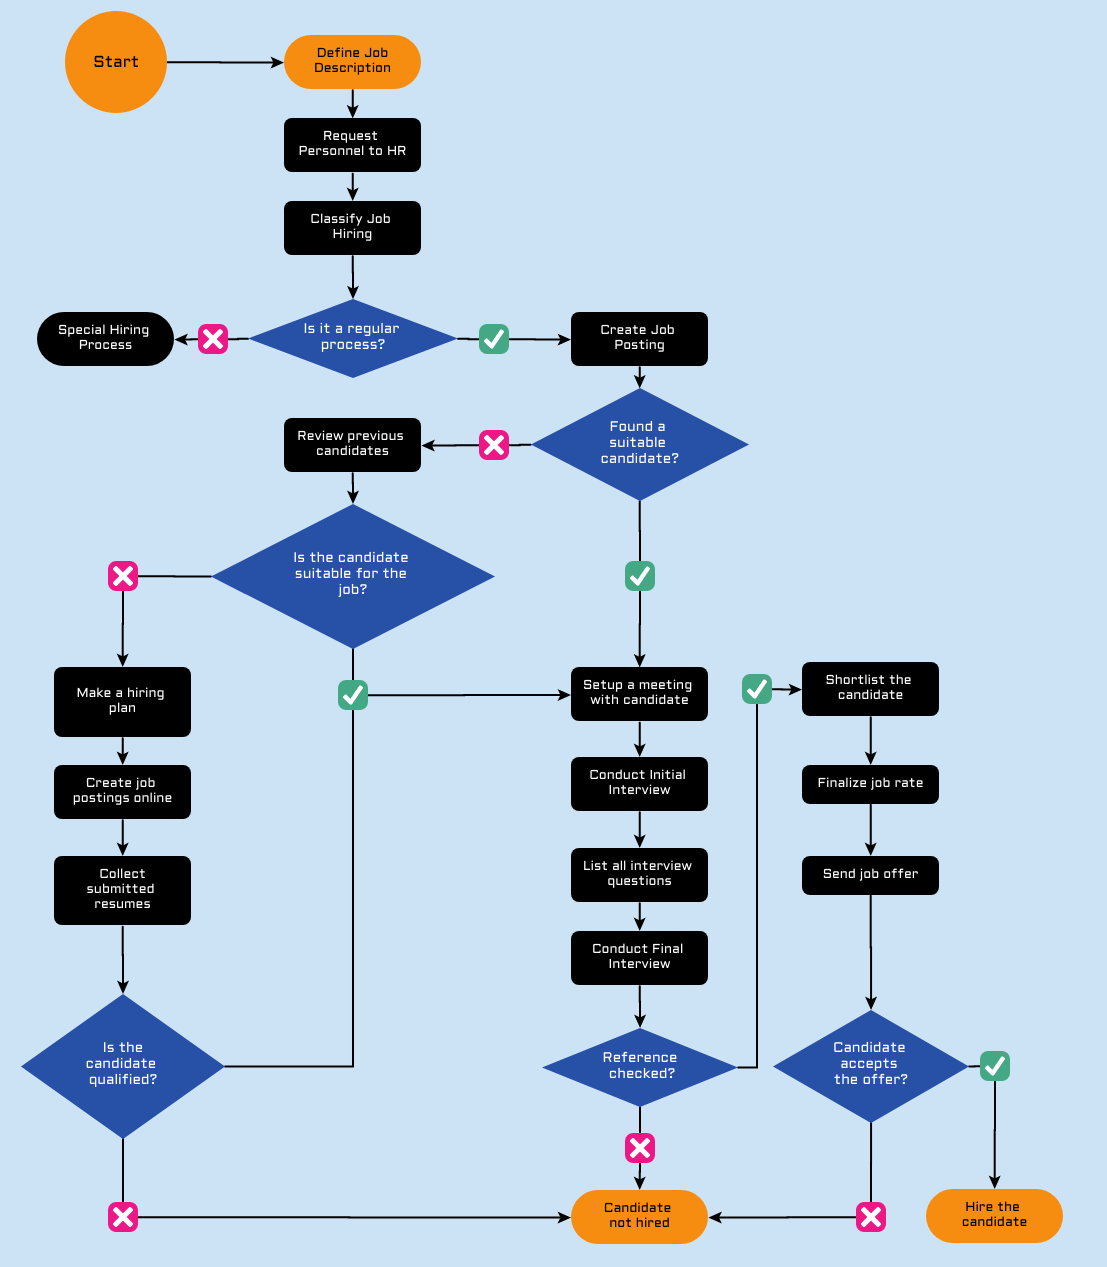 Start
Define Job
Description
Request
Personnel to HR
Classify Job
Hiring
Special Hiring
Process
Is it a regular
process?
Create Job
Posting
Review previous
candidates
Found a
suitable
candidate?
Is the candidate
suitable for the
job?
Make a hiring
plan
Setup a meeting
with candidate
Shortlist the
candidate
Create job
postings online
Conduct Initial
Interview
Finalize job rate
Collect
submitted
resumes
List all interview
questions
Send job offer
Conduct Final
Interview
Is the
candidate
qualified?
Reference
checked?
Candidate
accepts
the offer?
Candidate
not hired
Hire the
candidate